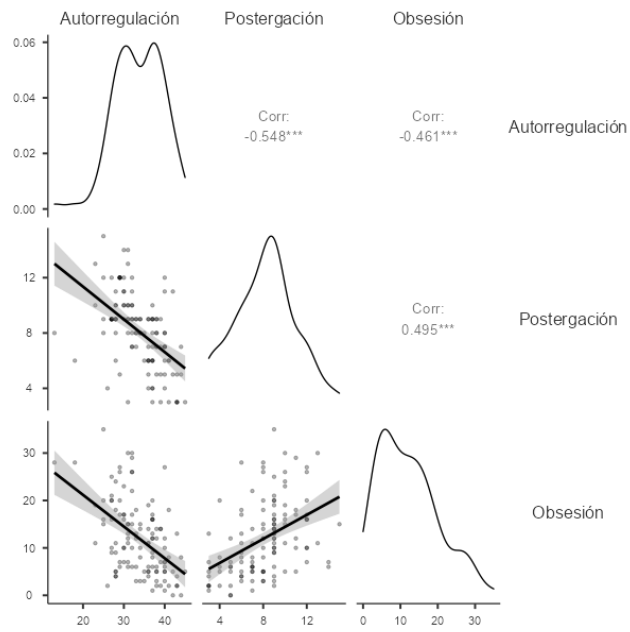 Autorregulación Postergación Obsesión
0.06
0.04
0.02
0.00
Corr:
-0.548***
Corr:
-0.461***
Autorregulación
12
8
4
Corr:
0.495***
Postergación
30
20
10
0
Obsesión
20 30 40 4 8 12 0 10 20 30